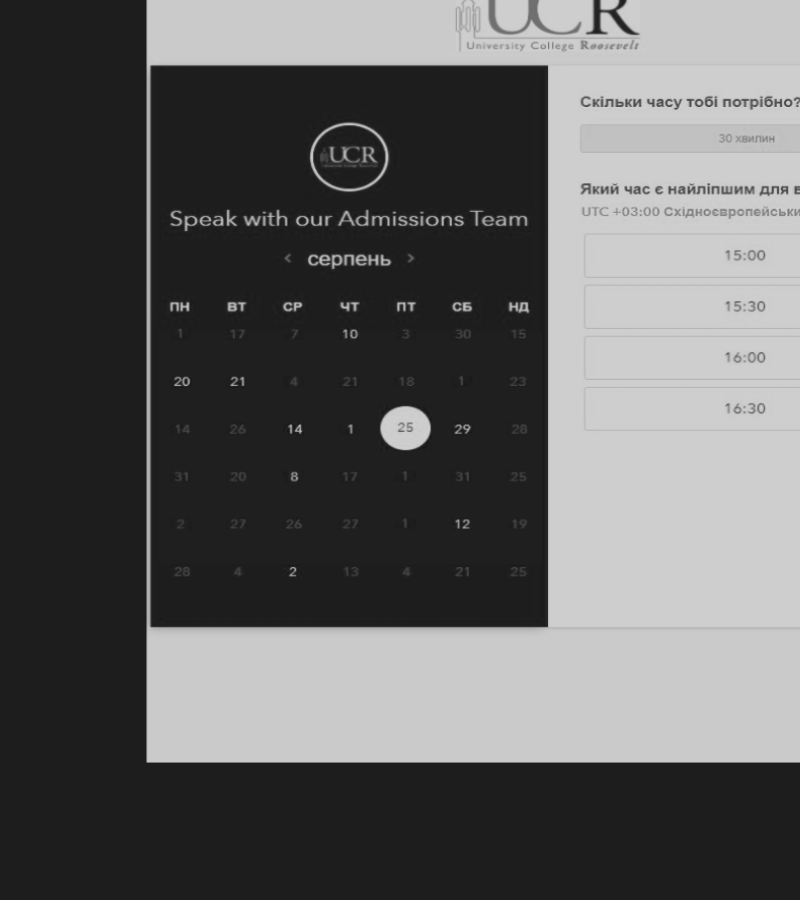 UCR
University College Roosevelt
UCR
Speak with our Admissions Team
< серпень >
ПН ВТ СР ЧТ ПТ СБ НД
1 17 7 10 3 30 15
20 21 4 21 18 1 23
14 26 14 1 25 29 28
31 20 8 17 1 31 25
2 27 26 27 1 12 19
28 4 2 13 4 21 25
Скільки часу тобі потрібно?
30 хвилин
Який час є найліпшим для
UTC +03:00 Східноєвропейськи
15:00
15:30
16:00
16:30